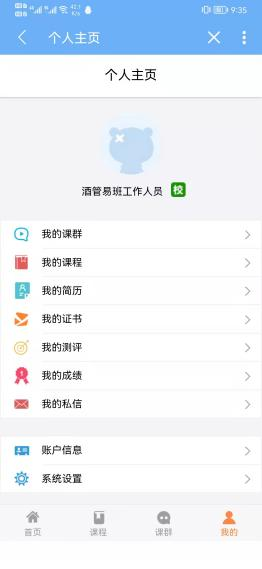 9:35
个人主页
个人主页
酒管易班工作人员 校
我的课群
我的课程
我的简历
我的证书
我的测评
我的成绩
我的私信
账户信息
系统设置
首页 课程 课群 我的